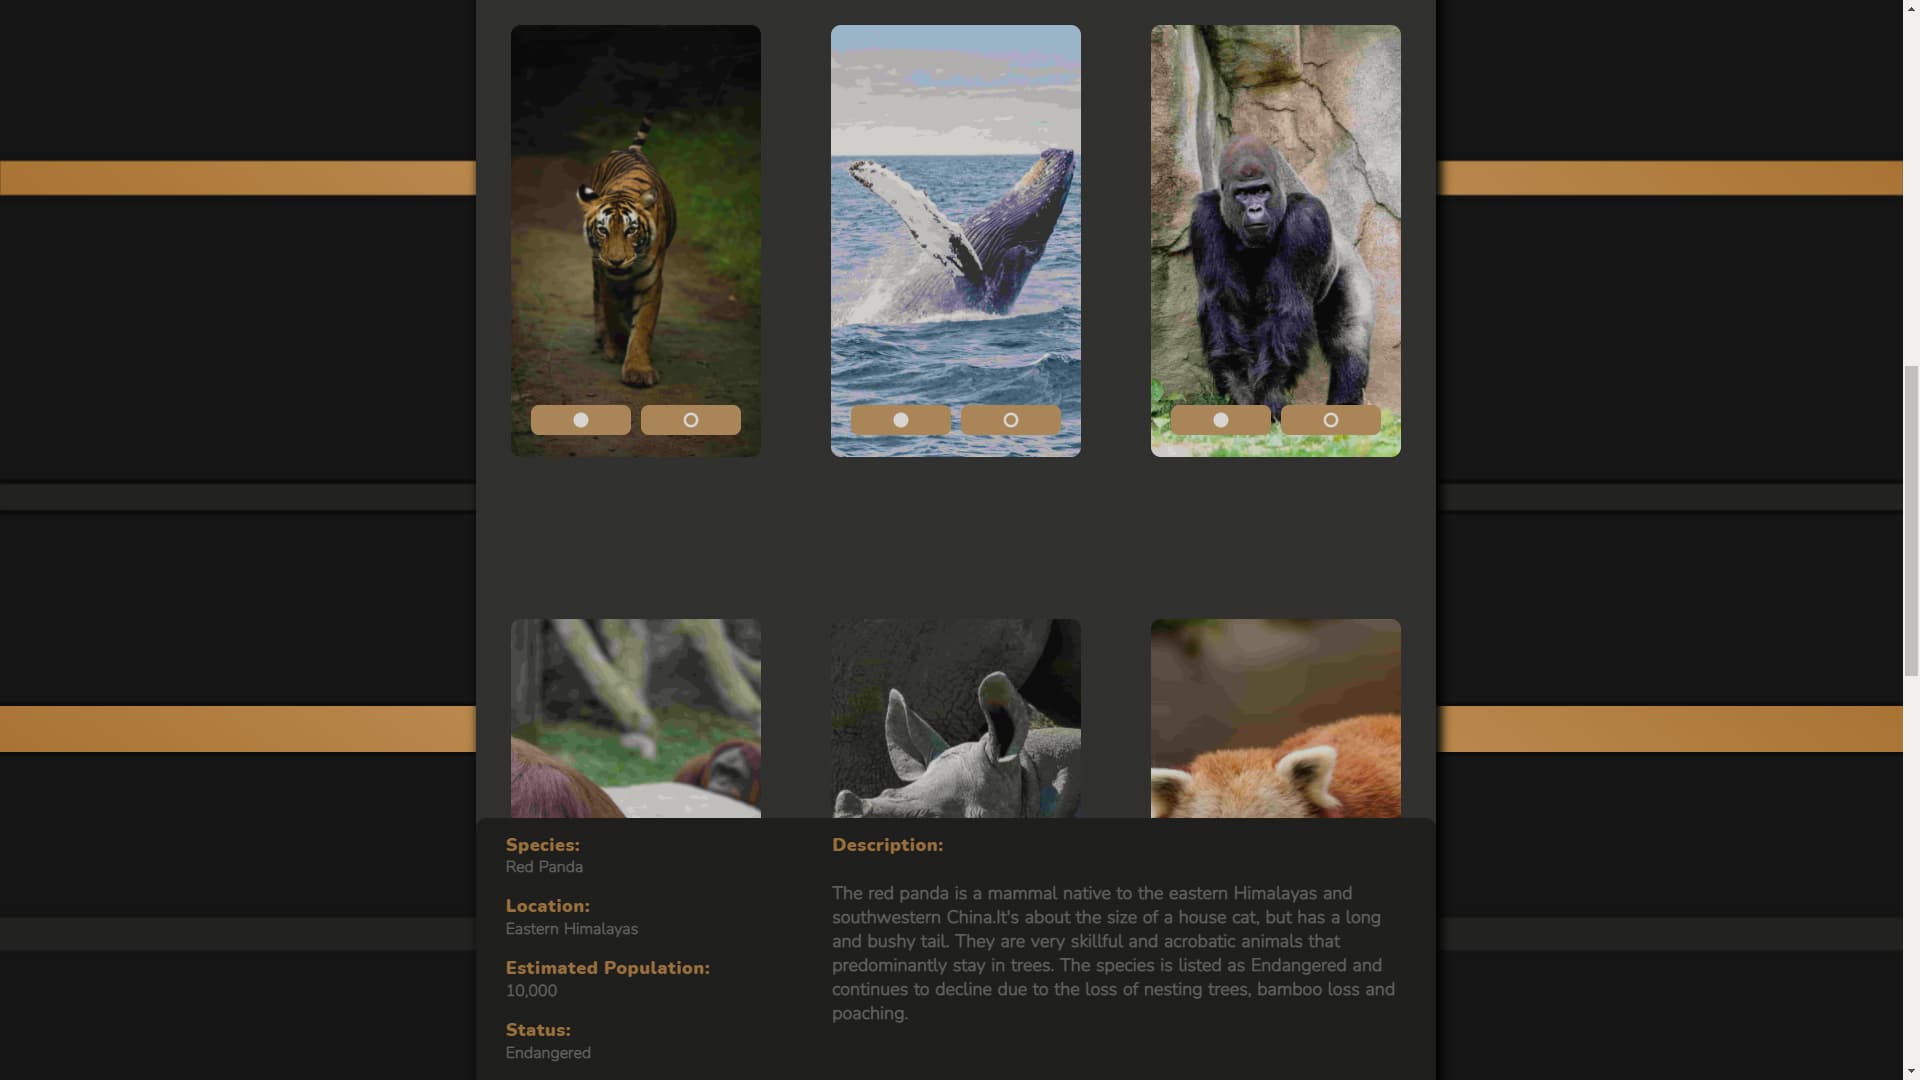 Species:
Red Panda
Location:
Eastern Himalayas
Estimated Population:
10,000
Status:
Endangered
Description:
The red panda is a mammal native to the eastern Himalayas and
southwestern China.It's about the size of a house cat, but has a long
and bushy tail. They are very skillful and acrobatic animals that
predominantly stay in trees. The species is listed as Endangered and
continues to decline due to the loss of nesting trees, bamboo loss and
poaching.